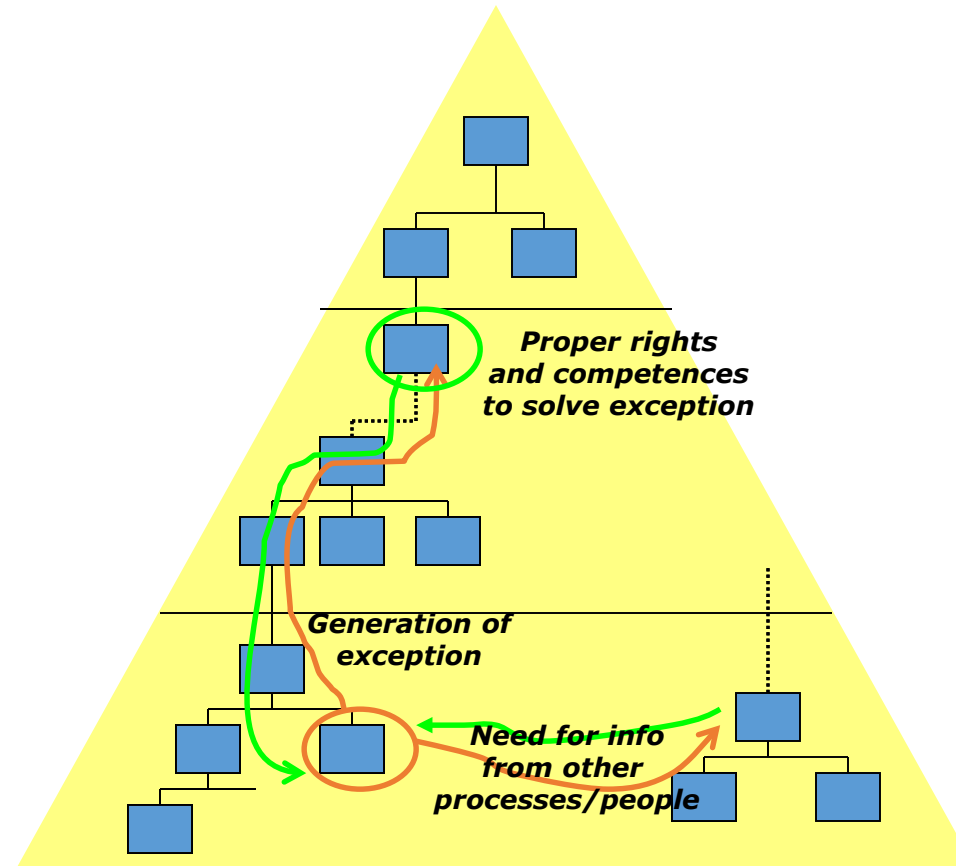 Proper rights
and competences
to solve exception
Generation of
exception
Need for info
from other
processes/people